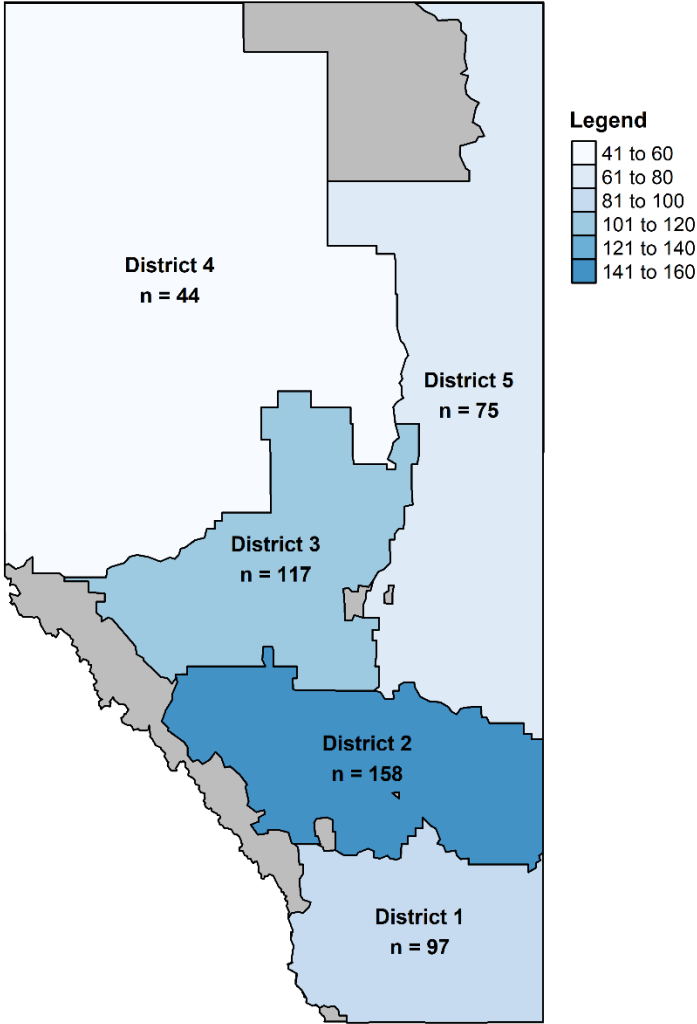 Legend
41 to 60
61 to 80
81 to 100
101 to 120
121 to 140
141 to 160
District 4
n = 44
District 5
n = 75
District 3
n = 117
District 2
n = 158
District 1
n = 97